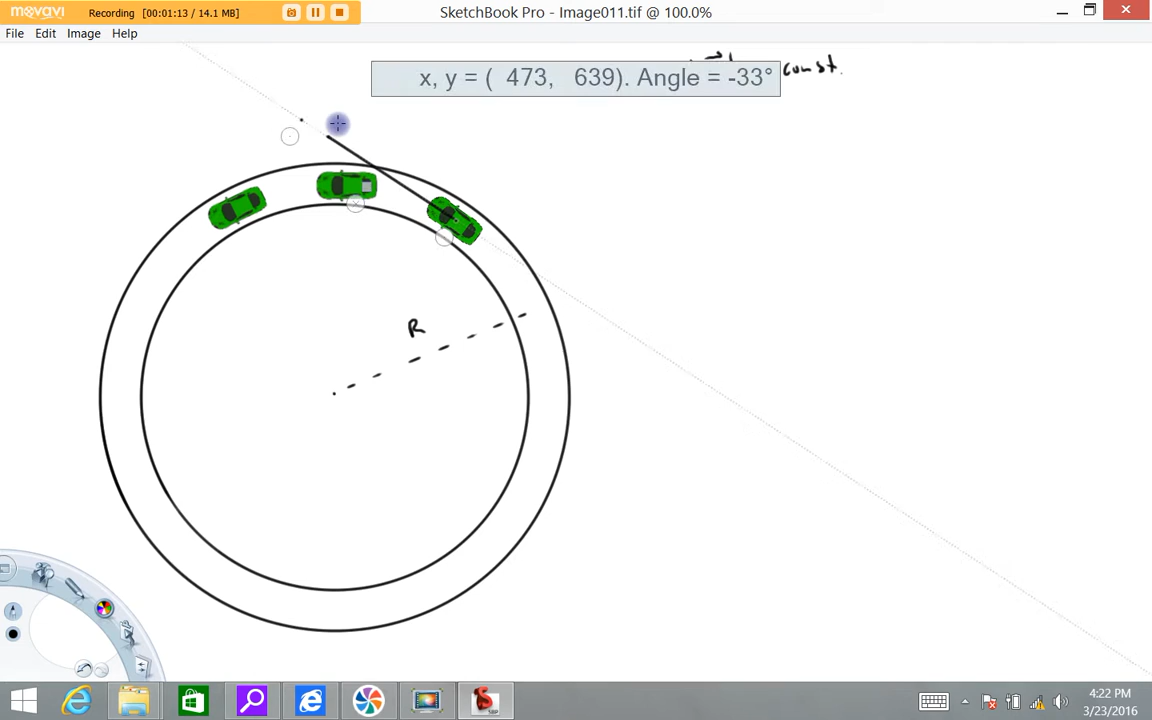 movavi Recording [00:01:13 / 14.1 MB]
SketchBook Pro - Image011.tif @ 100.0%
File Edit Image Help
x, y = ( 473, 639). Angle = -33°
const.
R
4:22 PM
3/23/2016